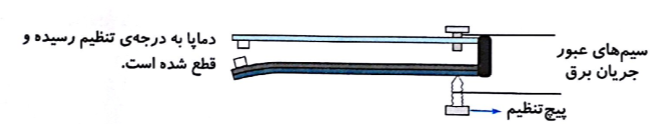 دماپا به درجه‌ی تنظیم رسیده و
قطع شده است.
سیم‌های عبور
جریان برق
پیچ تنظیم